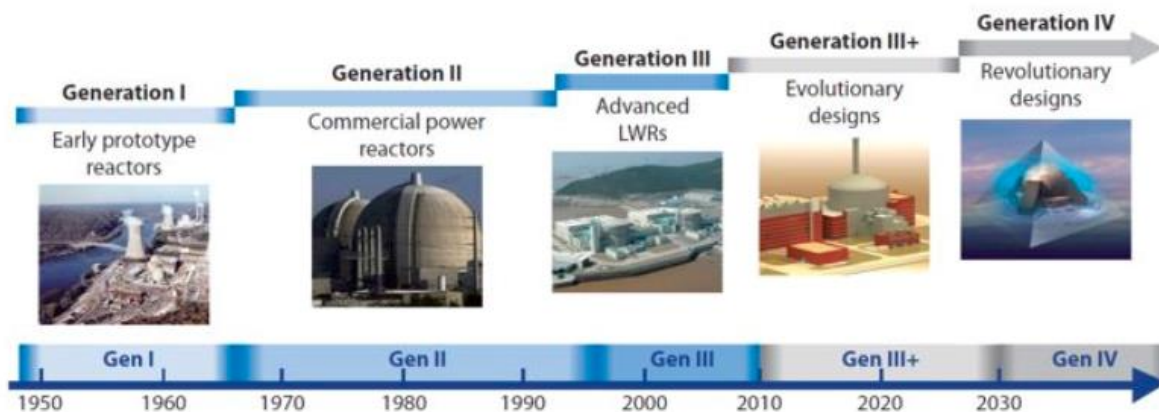 Generation I
Early prototype
reactors
Generation II
Commercial power
reactors
Generation III
Advanced
LWRs
Generation III+
Evolutionary
designs
Generation IV
Revolutionary
designs
Gen I
Gen II
Gen III
Gen III+
Gen IV
1950 1960 1970 1980 1990 2000 2010 2020 2030